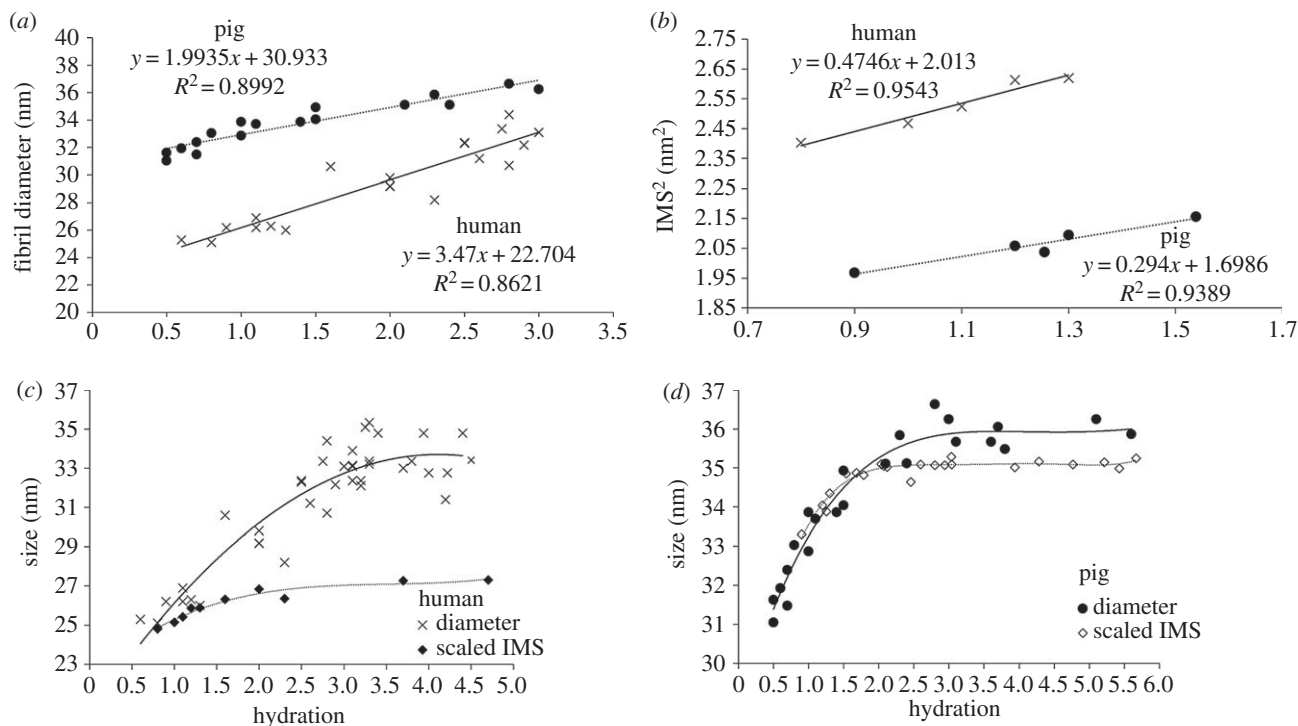 (a)
pig
y = 1.9935x + 30.933
R² = 0.8992
human
y = 3.47x + 22.704
R² = 0.8621
fibril diameter (nm)
40
38
36
34
32
30
28
26
24
22
20
0 0.5 1.0 1.5 2.0 2.5 3.0 3.5
(b)
human
y = 0.4746x + 2.013
R² = 0.9543
pig
y = 0.294x + 1.6986
R² = 0.9389
IMS² (nm²)
2.75
2.65
2.55
2.45
2.35
2.25
2.15
2.05
1.95
1.85
0.7 0.9 1.1 1.3 1.5 1.7
(c)
size (nm)
37
35
33
31
29
27
25
23
human
diameter
scaled IMS
0 0.5 1.0 1.5 2.0 2.5 3.0 3.5 4.0 4.5 5.0
hydration
(d)
size (nm)
37
36
35
34
33
32
31
30
pig
diameter
scaled IMS
0 0.5 1.0 1.5 2.0 2.5 3.0 3.5 4.0 4.5 5.0 5.5 6.0
hydration